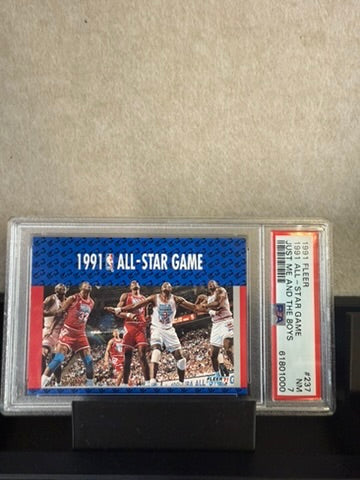 1991 ALL-STAR GAME
1991 FLEER
1991 ALL-STAR GAME
JUST ME AND THE BOYS
#237
NM
7
PSA
61801000